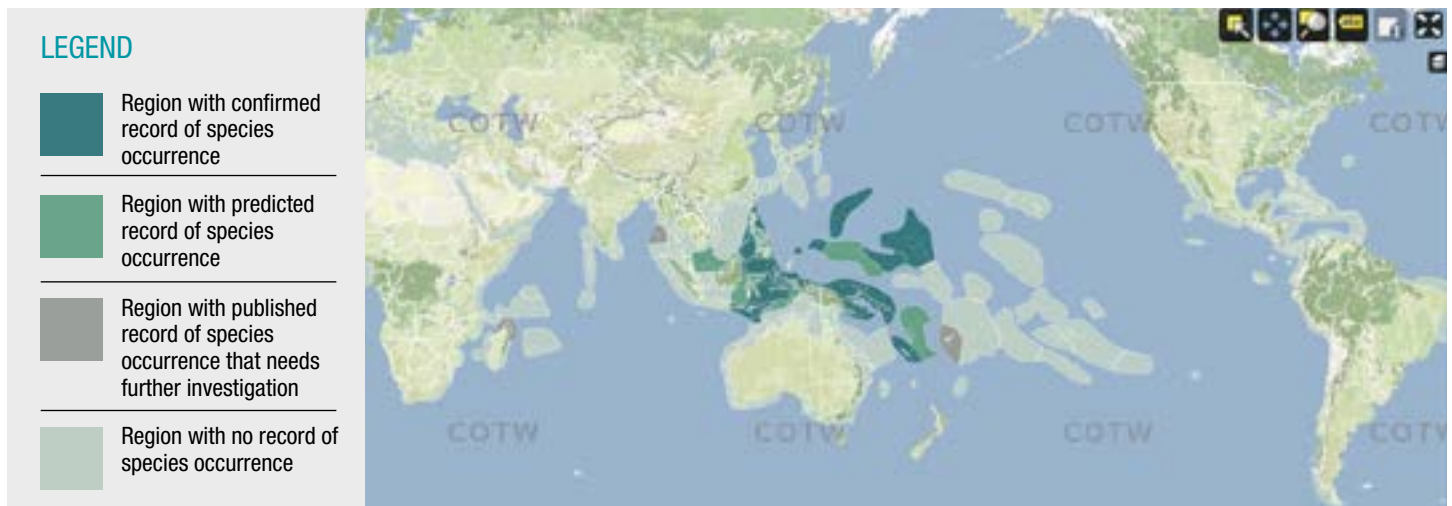 LEGEND
Region with confirmed
record of species
occurrence
Region with predicted
record of species
occurrence
Region with published
record of species
occurrence that needs
further investigation
Region with no record of
species occurrence
COTW COTW COTW COTW
COTW COTW COTW COTW